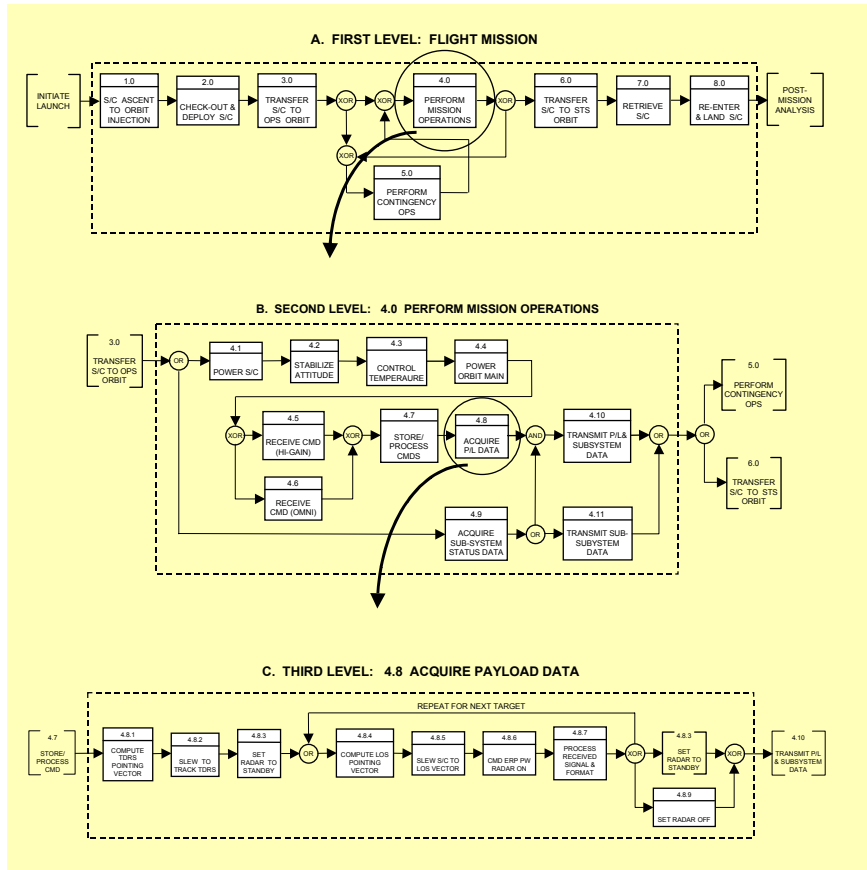 A. FIRST LEVEL: FLIGHT MISSION
INITIATE
LAUNCH
1.0
S/C ASCENT
TO ORBIT
INJECTION
2.0
CHECK-OUT &
DEPLOY S/C
3.0
TRANSFER
S/C TO
OPS ORBIT
XOR
XOR
4.0
PERFORM
MISSION
OPERATIONS
XOR
6.0
TRANSFER
S/C TO STS
ORBIT
7.0
RETRIEVE
S/C
8.0
RE-ENTER
& LAND S/C
POST-
MISSION
ANALYSIS
XOR
5.0
PERFORM
CONTINGENCY
OPS
B. SECOND LEVEL: 4.0 PERFORM MISSION OPERATIONS
3.0
TRANSFER
S/C TO OPS
ORBIT
OR
4.1
POWER S/C
4.2
STABILIZE
ATTITUDE
4.3
CONTROL
TEMPERAURE
4.4
POWER
ORBIT MAIN
5.0
PERFORM
CONTINGENCY
OPS
XOR
4.5
RECEIVE CMD
(HI-GAIN)
XOR
4.7
STORE/
PROCESS
CMDS
4.8
ACQUIRE
P/L DATA
AND
4.10
TRANSMIT P/L&
SUBSYSTEM
DATA
OR
OR
4.6
RECEIVE
CMD (OMNI)
6.0
TRANSFER
S/C TO STS
ORBIT
4.9
ACQUIRE
SUB-SYSTEM
STATUS DATA
OR
4.11
TRANSMIT SUB-
SUBYSTEM
DATA
C. THIRD LEVEL: 4.8 ACQUIRE PAYLOAD DATA
REPEAT FOR NEXT TARGET
4.7
STORE/
PROCESS
CMD
4.8.1
COMPUTE
TDRS
POINTING
VECTOR
4.8.2
SLEW TO
TRACK TDRS
4.8.3
SET
RADAR TO
STANDBY
OR
4.8.4
COMPUTE LOS
POINTING
VECTOR
4.8.5
SLEW S/C TO
LOS VECTOR
4.8.6
CMD ERP PW
RADAR ON
4.8.7
PROCESS
RECEIVED
SIGNAL &
FORMAT
XOR
4.8.3
SET
RADAR TO
STANDBY
XOR
4.10
TRANSMIT P/L
& SUBSYSTEM
DATA
4.8.9
SET RADAR OFF